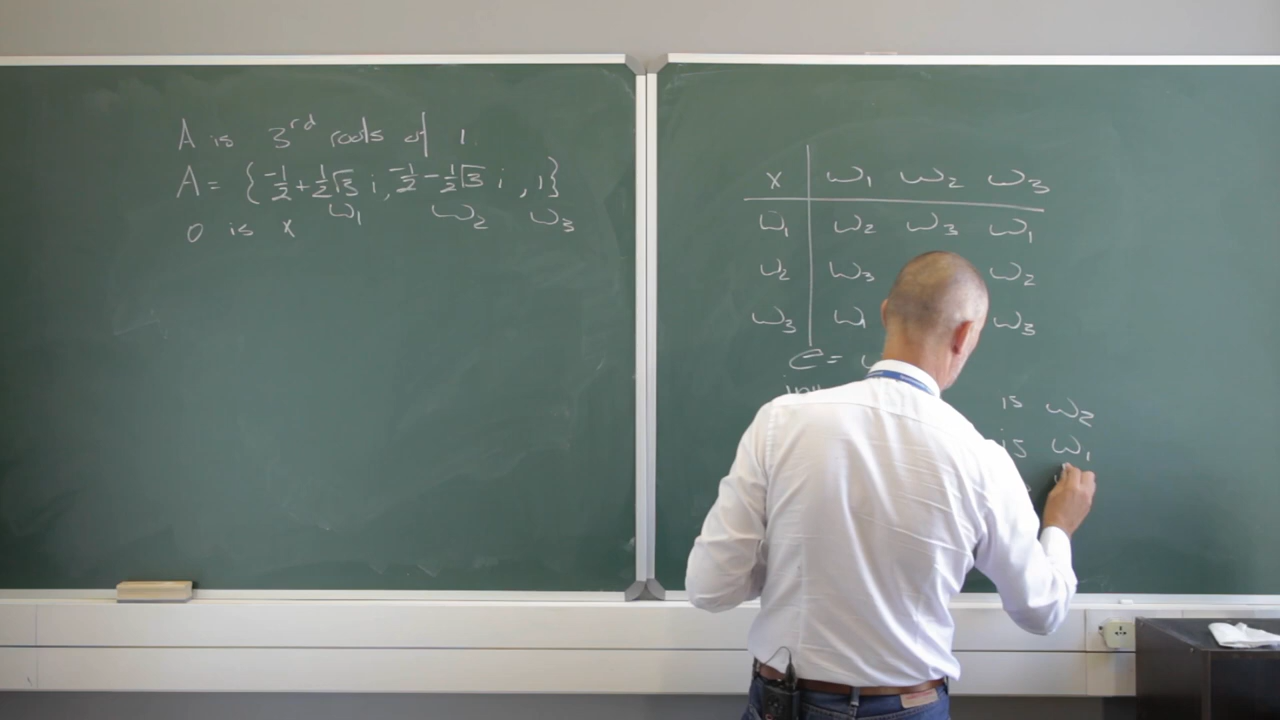 A is 3rd roots of 1.
A = {-1/2 + 1/2√3 i, -1/2 - 1/2√3 i, 1}
ω1 ω2 ω3
o is x
x ω1 ω2 ω3
ω1 ω2 ω3 ω1
ω2 ω3 ω2
ω3 ω1 ω3
e =
is ω2
is ω1